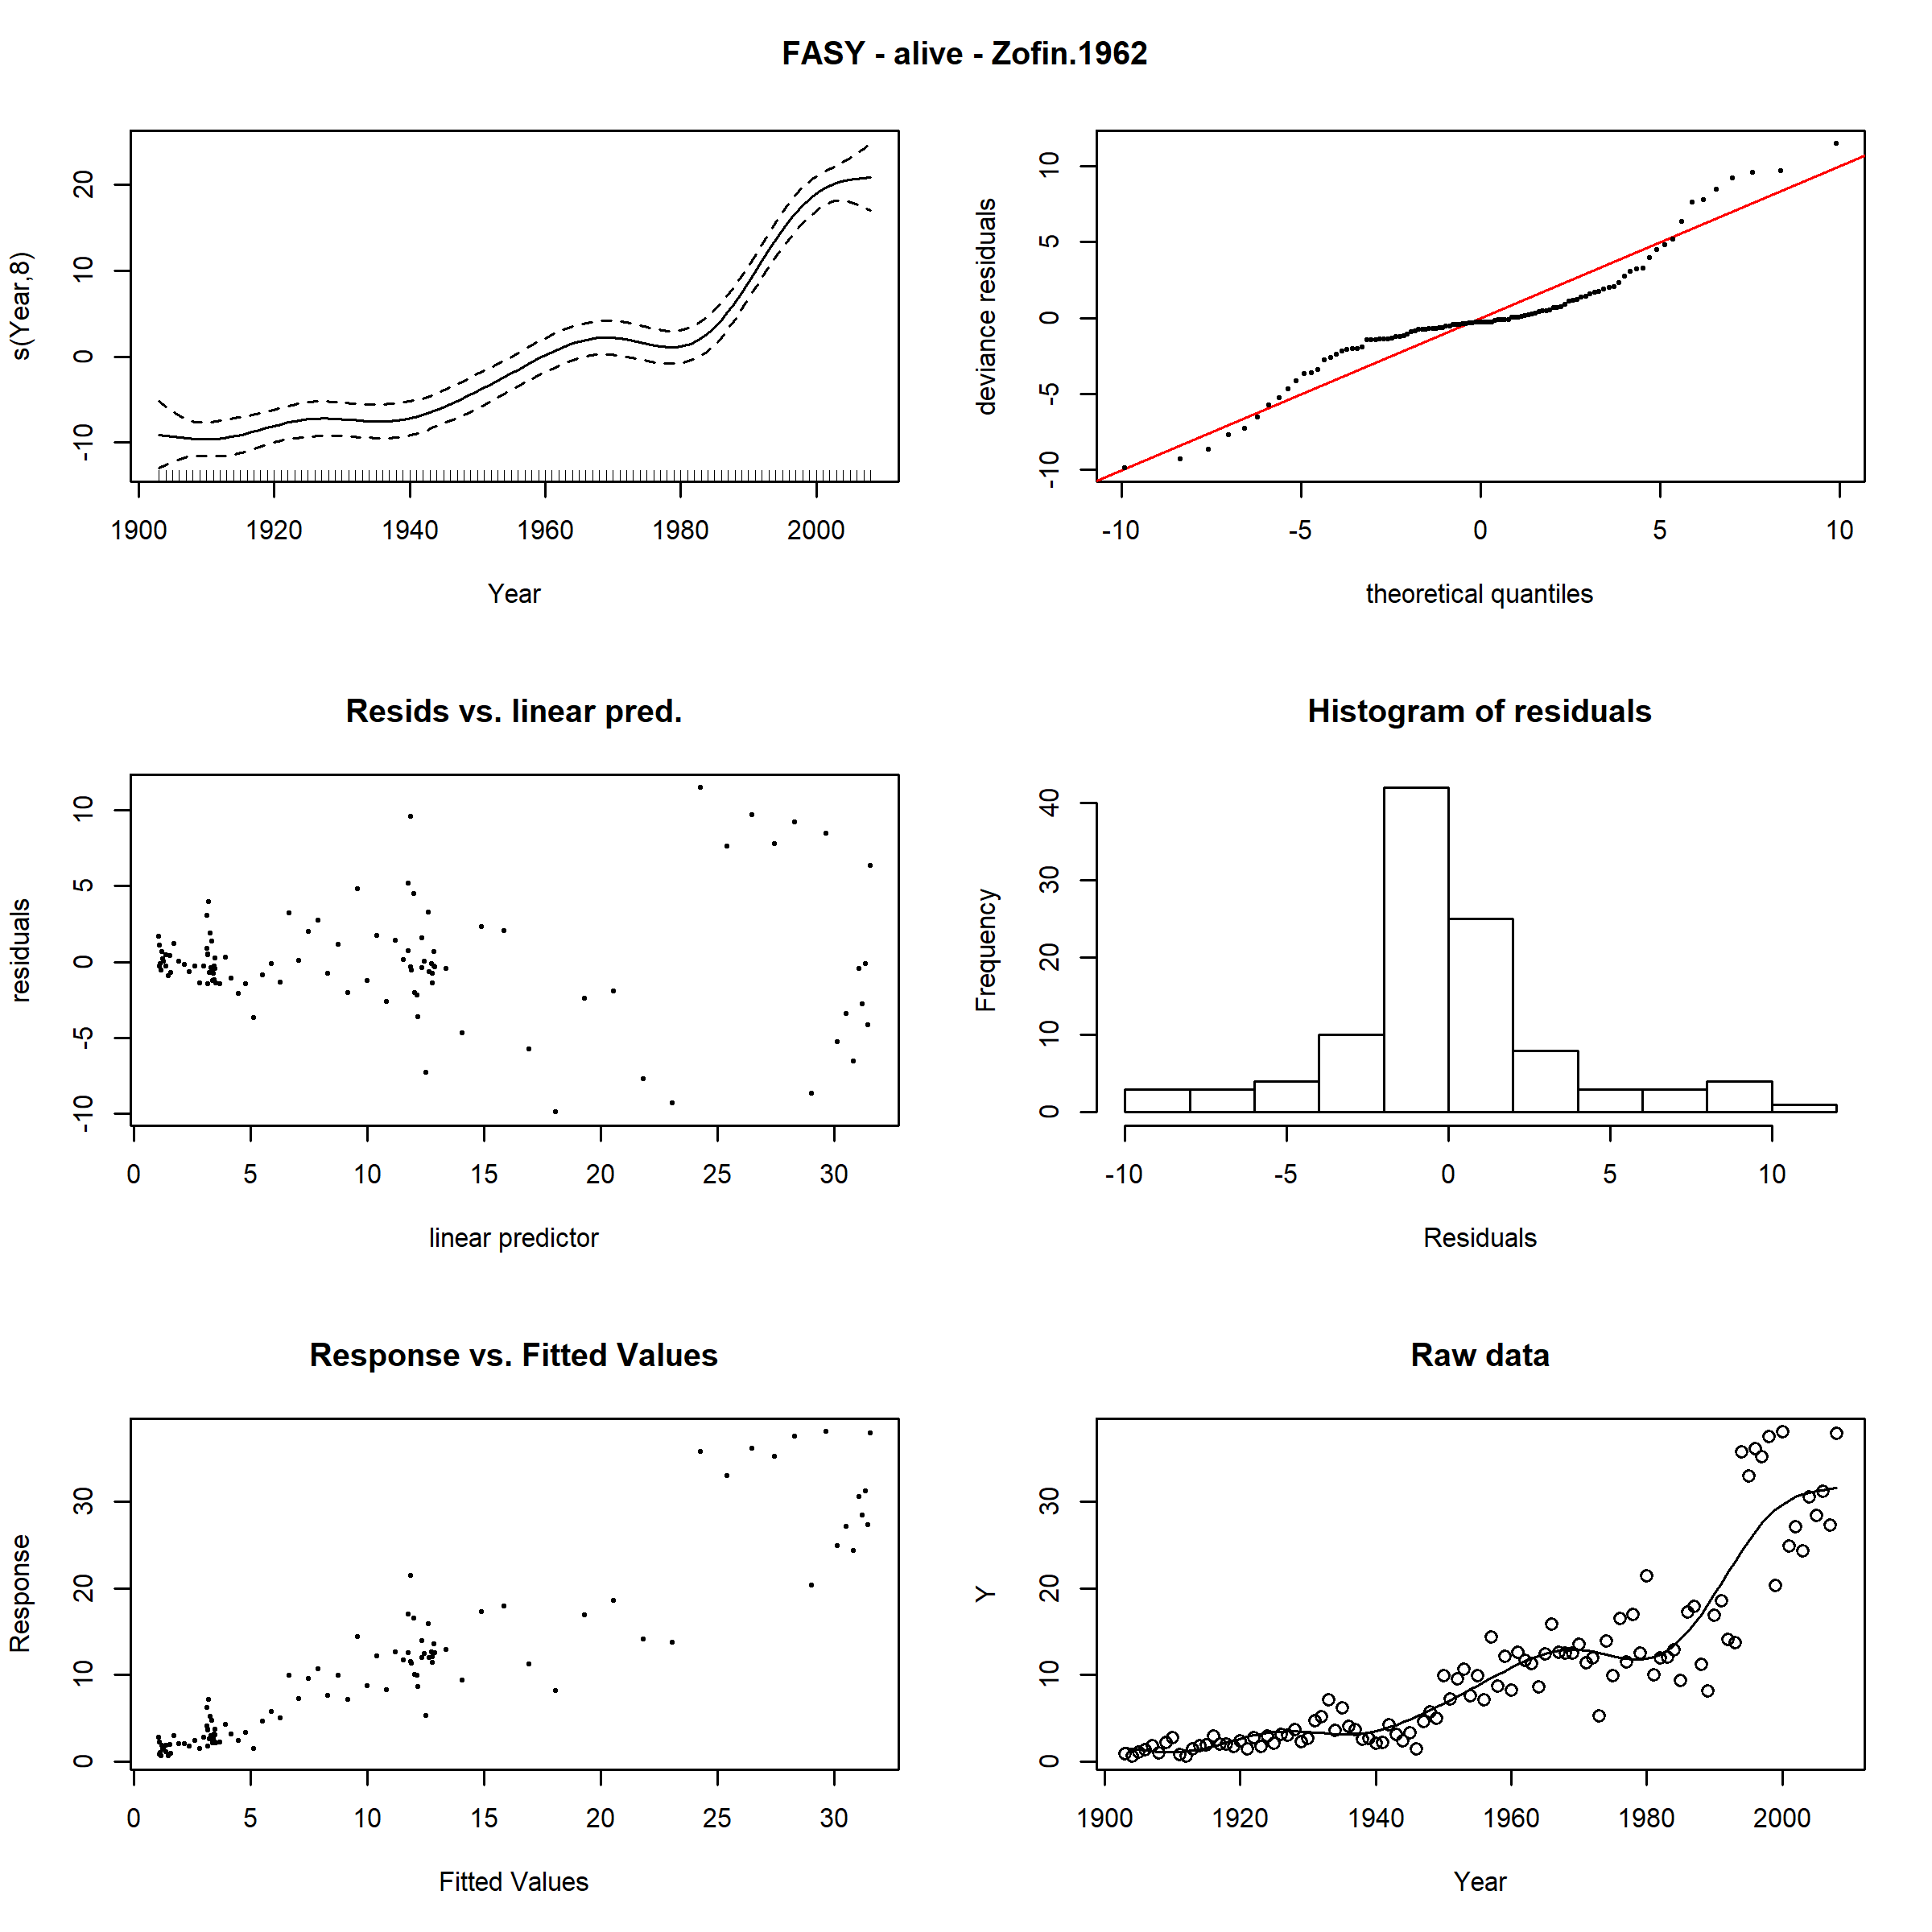 FASY - alive - Zofin.1962
s(Year,8)
20
10
0
-10
1900 1920 1940 1960 1980 2000
Year
deviance residuals
10
5
0
-5
-10
-10 -5 0 5 10
theoretical quantiles
Resids vs. linear pred.
residuals
10
5
0
-5
-10
0 5 10 15 20 25 30
linear predictor
Histogram of residuals
Frequency
40
30
20
10
0
-10 -5 0 5 10
Residuals
Response vs. Fitted Values
Response
30
20
10
0
0 5 10 15 20 25 30
Fitted Values
Raw data
Y
30
20
10
0
1900 1920 1940 1960 1980 2000
Year